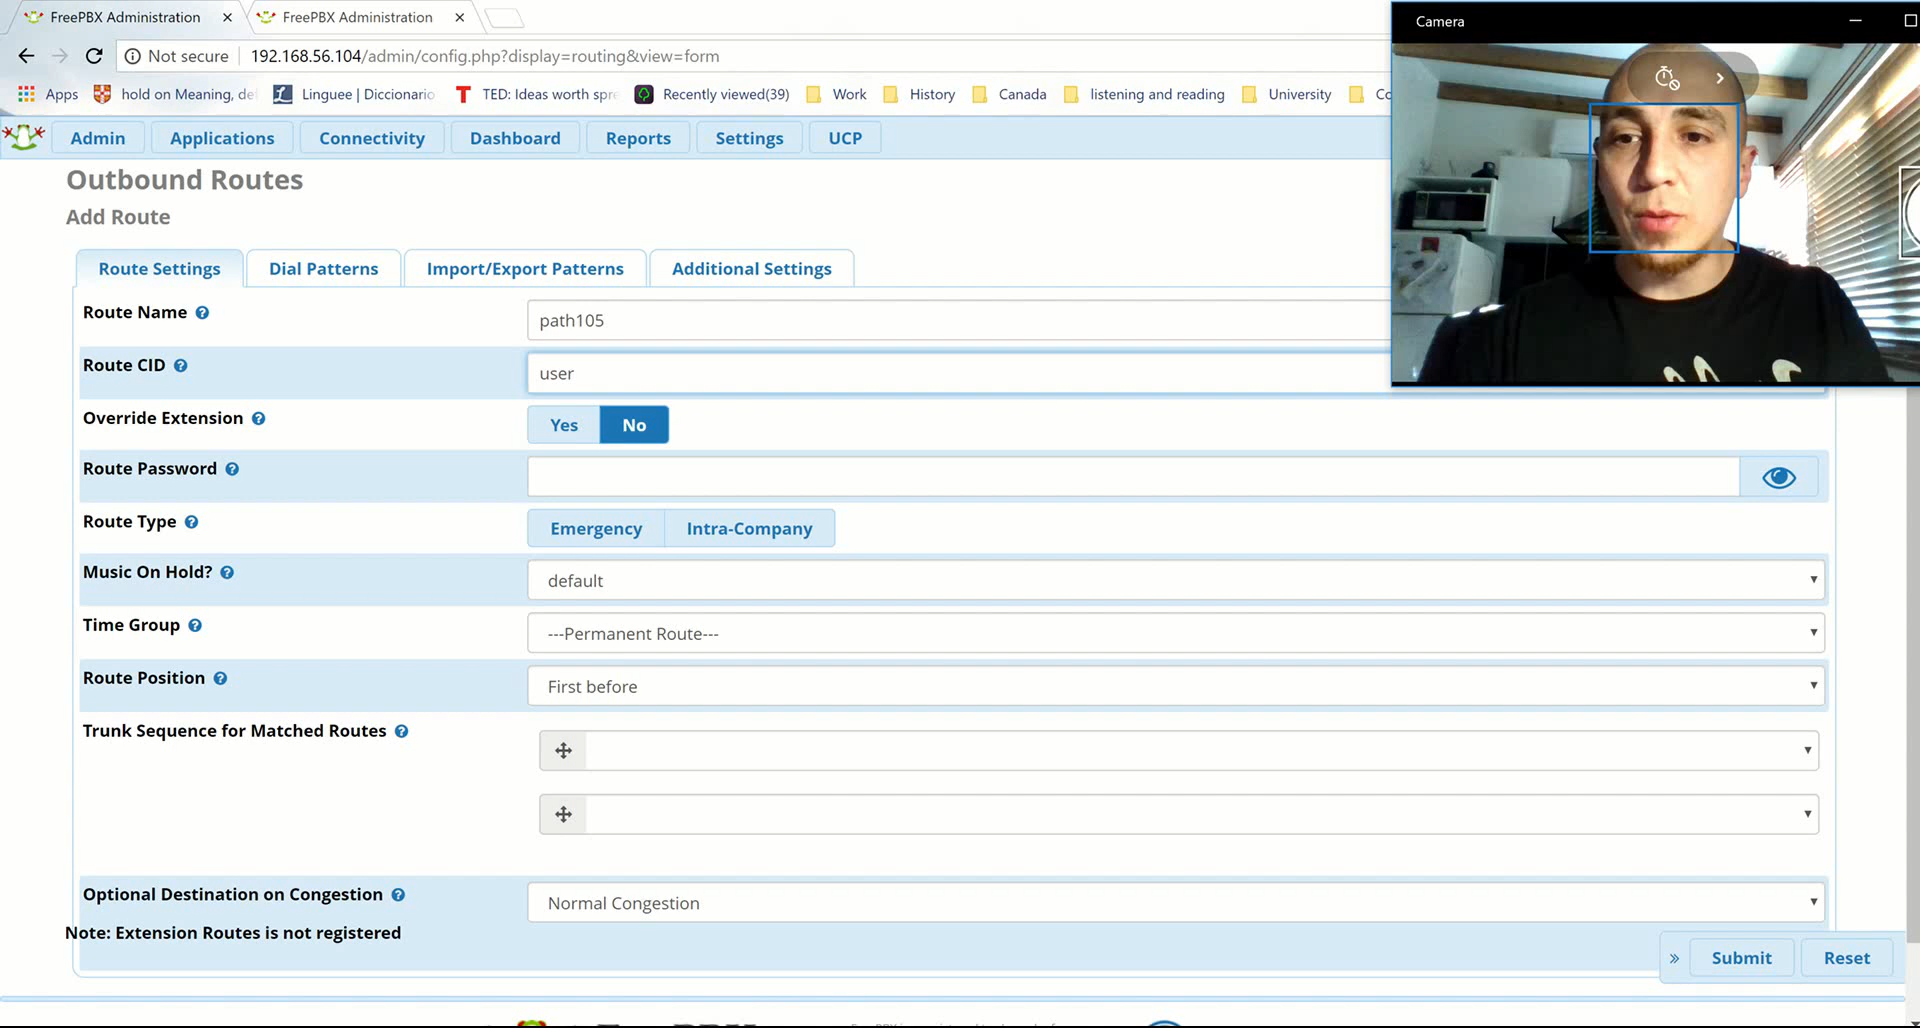 FreePBX Administration
FreePBX Administration
Camera
Not secure 192.168.56.104/admin/config.php?display=routing&view=form
Apps hold on Meaning, de Linguee | Diccionario TED: Ideas worth spre Recently viewed(39) Work History Canada listening and reading University Co
Admin Applications Connectivity Dashboard Reports Settings UCP
Outbound Routes
Add Route
Route Settings Dial Patterns Import/Export Patterns Additional Settings
Route Name path105
Route CID user
Override Extension Yes No
Route Password
Route Type Emergency Intra-Company
Music On Hold? default
Time Group ---Permanent Route---
Route Position First before
Trunk Sequence for Matched Routes
Optional Destination on Congestion Normal Congestion
Note: Extension Routes is not registered
» Submit Reset